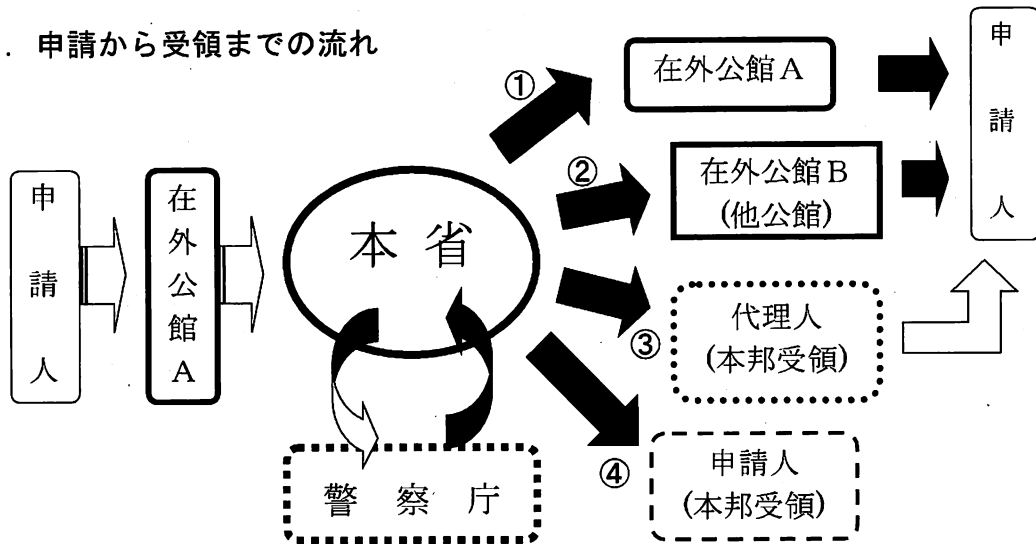 . 申請から受領までの流れ
申請人
在外公館A
本省
警察庁
①
在外公館A
②
在外公館B
(他公館)
③
代理人
(本邦受領)
④
申請人
(本邦受領)
申請人